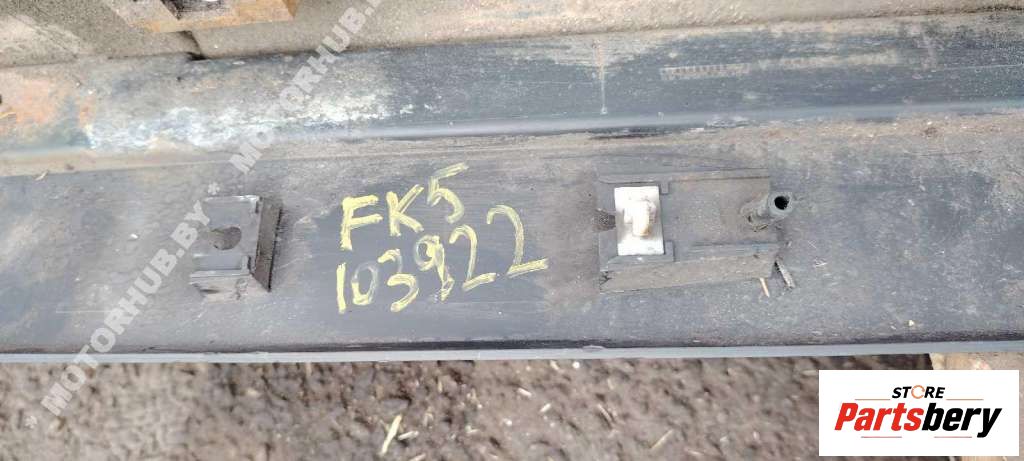 * MOTORHUB.BY * MOTORHUB.BY
FK5
103922
STORE
Partsbery